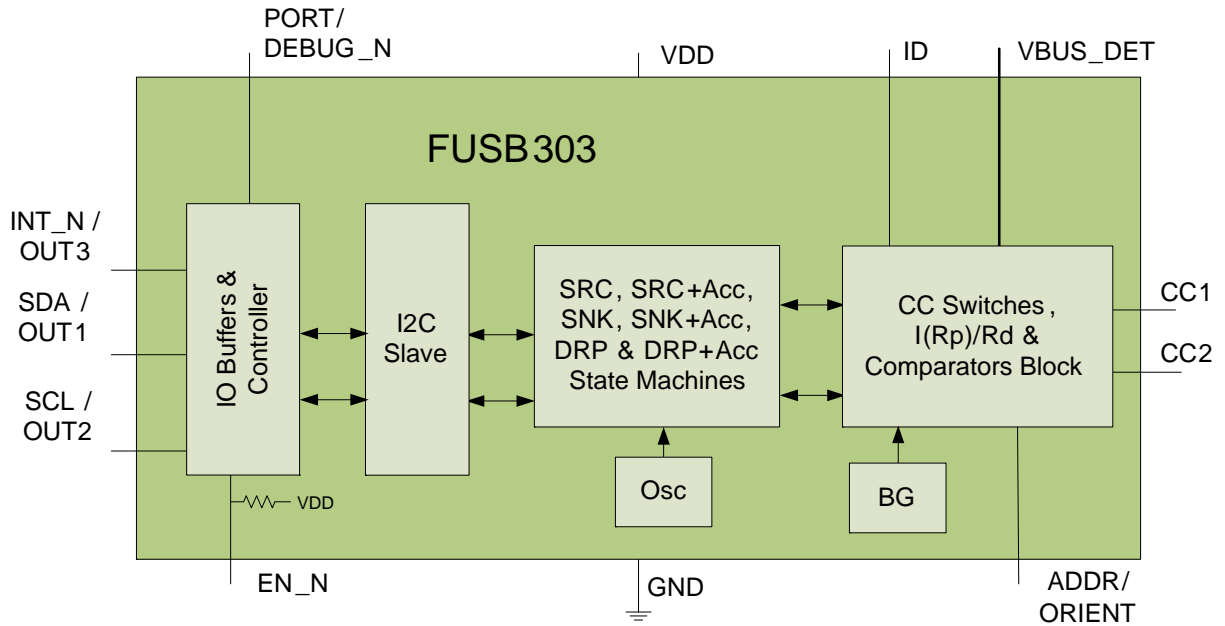 PORT/
DEBUG_N
VDD
ID
VBUS_DET
FUSB303
INT_N /
OUT3
SDA /
OUT1
SCL /
OUT2
IO Buffers &
Controller
I2C
Slave
SRC, SRC+Acc,
SNK, SNK+Acc,
DRP & DRP+Acc
State Machines
CC Switches ,
I(Rp)/Rd &
Comparators Block
CC1
CC2
Osc
BG
VDD
EN_N
GND
ADDR/
ORIENT